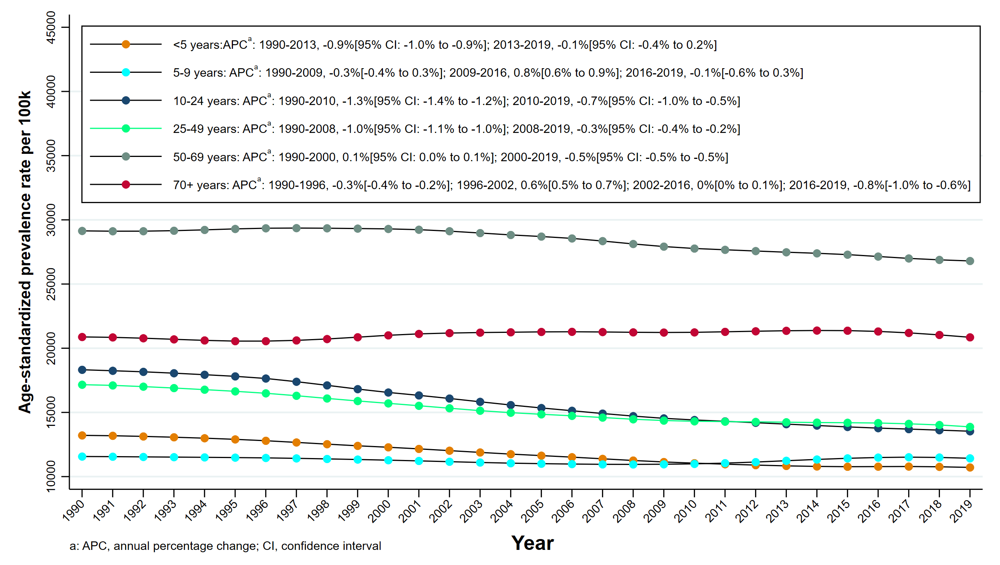 Age-standardized prevalence rate per 100k
45000
40000
35000
30000
25000
20000
15000
10000
<5 years:APCa: 1990-2013, -0.9%[95% CI: -1.0% to -0.9%]; 2013-2019, -0.1%[95% CI: -0.4% to 0.2%]
5-9 years: APCa: 1990-2009, -0.3%[-0.4% to 0.3%]; 2009-2016, 0.8%[0.6% to 0.9%]; 2016-2019, -0.1%[-0.6% to 0.3%]
10-24 years: APCa: 1990-2010, -1.3%[95% CI: -1.4% to -1.2%]; 2010-2019, -0.7%[95% CI: -1.0% to -0.5%]
25-49 years: APCa: 1990-2008, -1.0%[95% CI: -1.1% to -1.0%]; 2008-2019, -0.3%[95% CI: -0.4% to -0.2%]
50-69 years: APCa: 1990-2000, 0.1%[95% CI: 0.0% to 0.1%]; 2000-2019, -0.5%[95% CI: -0.5% to -0.5%]
70+ years: APCa: 1990-1996, -0.3%[-0.4% to -0.2%]; 1996-2002, 0.6%[0.5% to 0.7%]; 2002-2016, 0%[0% to 0.1%]; 2016-2019, -0.8%[-1.0% to -0.6%]
1990 1991 1992 1993 1994 1995 1996 1997 1998 1999 2000 2001 2002 2003 2004 2005 2006 2007 2008 2009 2010 2011 2012 2013 2014 2015 2016 2017 2018 2019
Year
a: APC, annual percentage change; CI, confidence interval